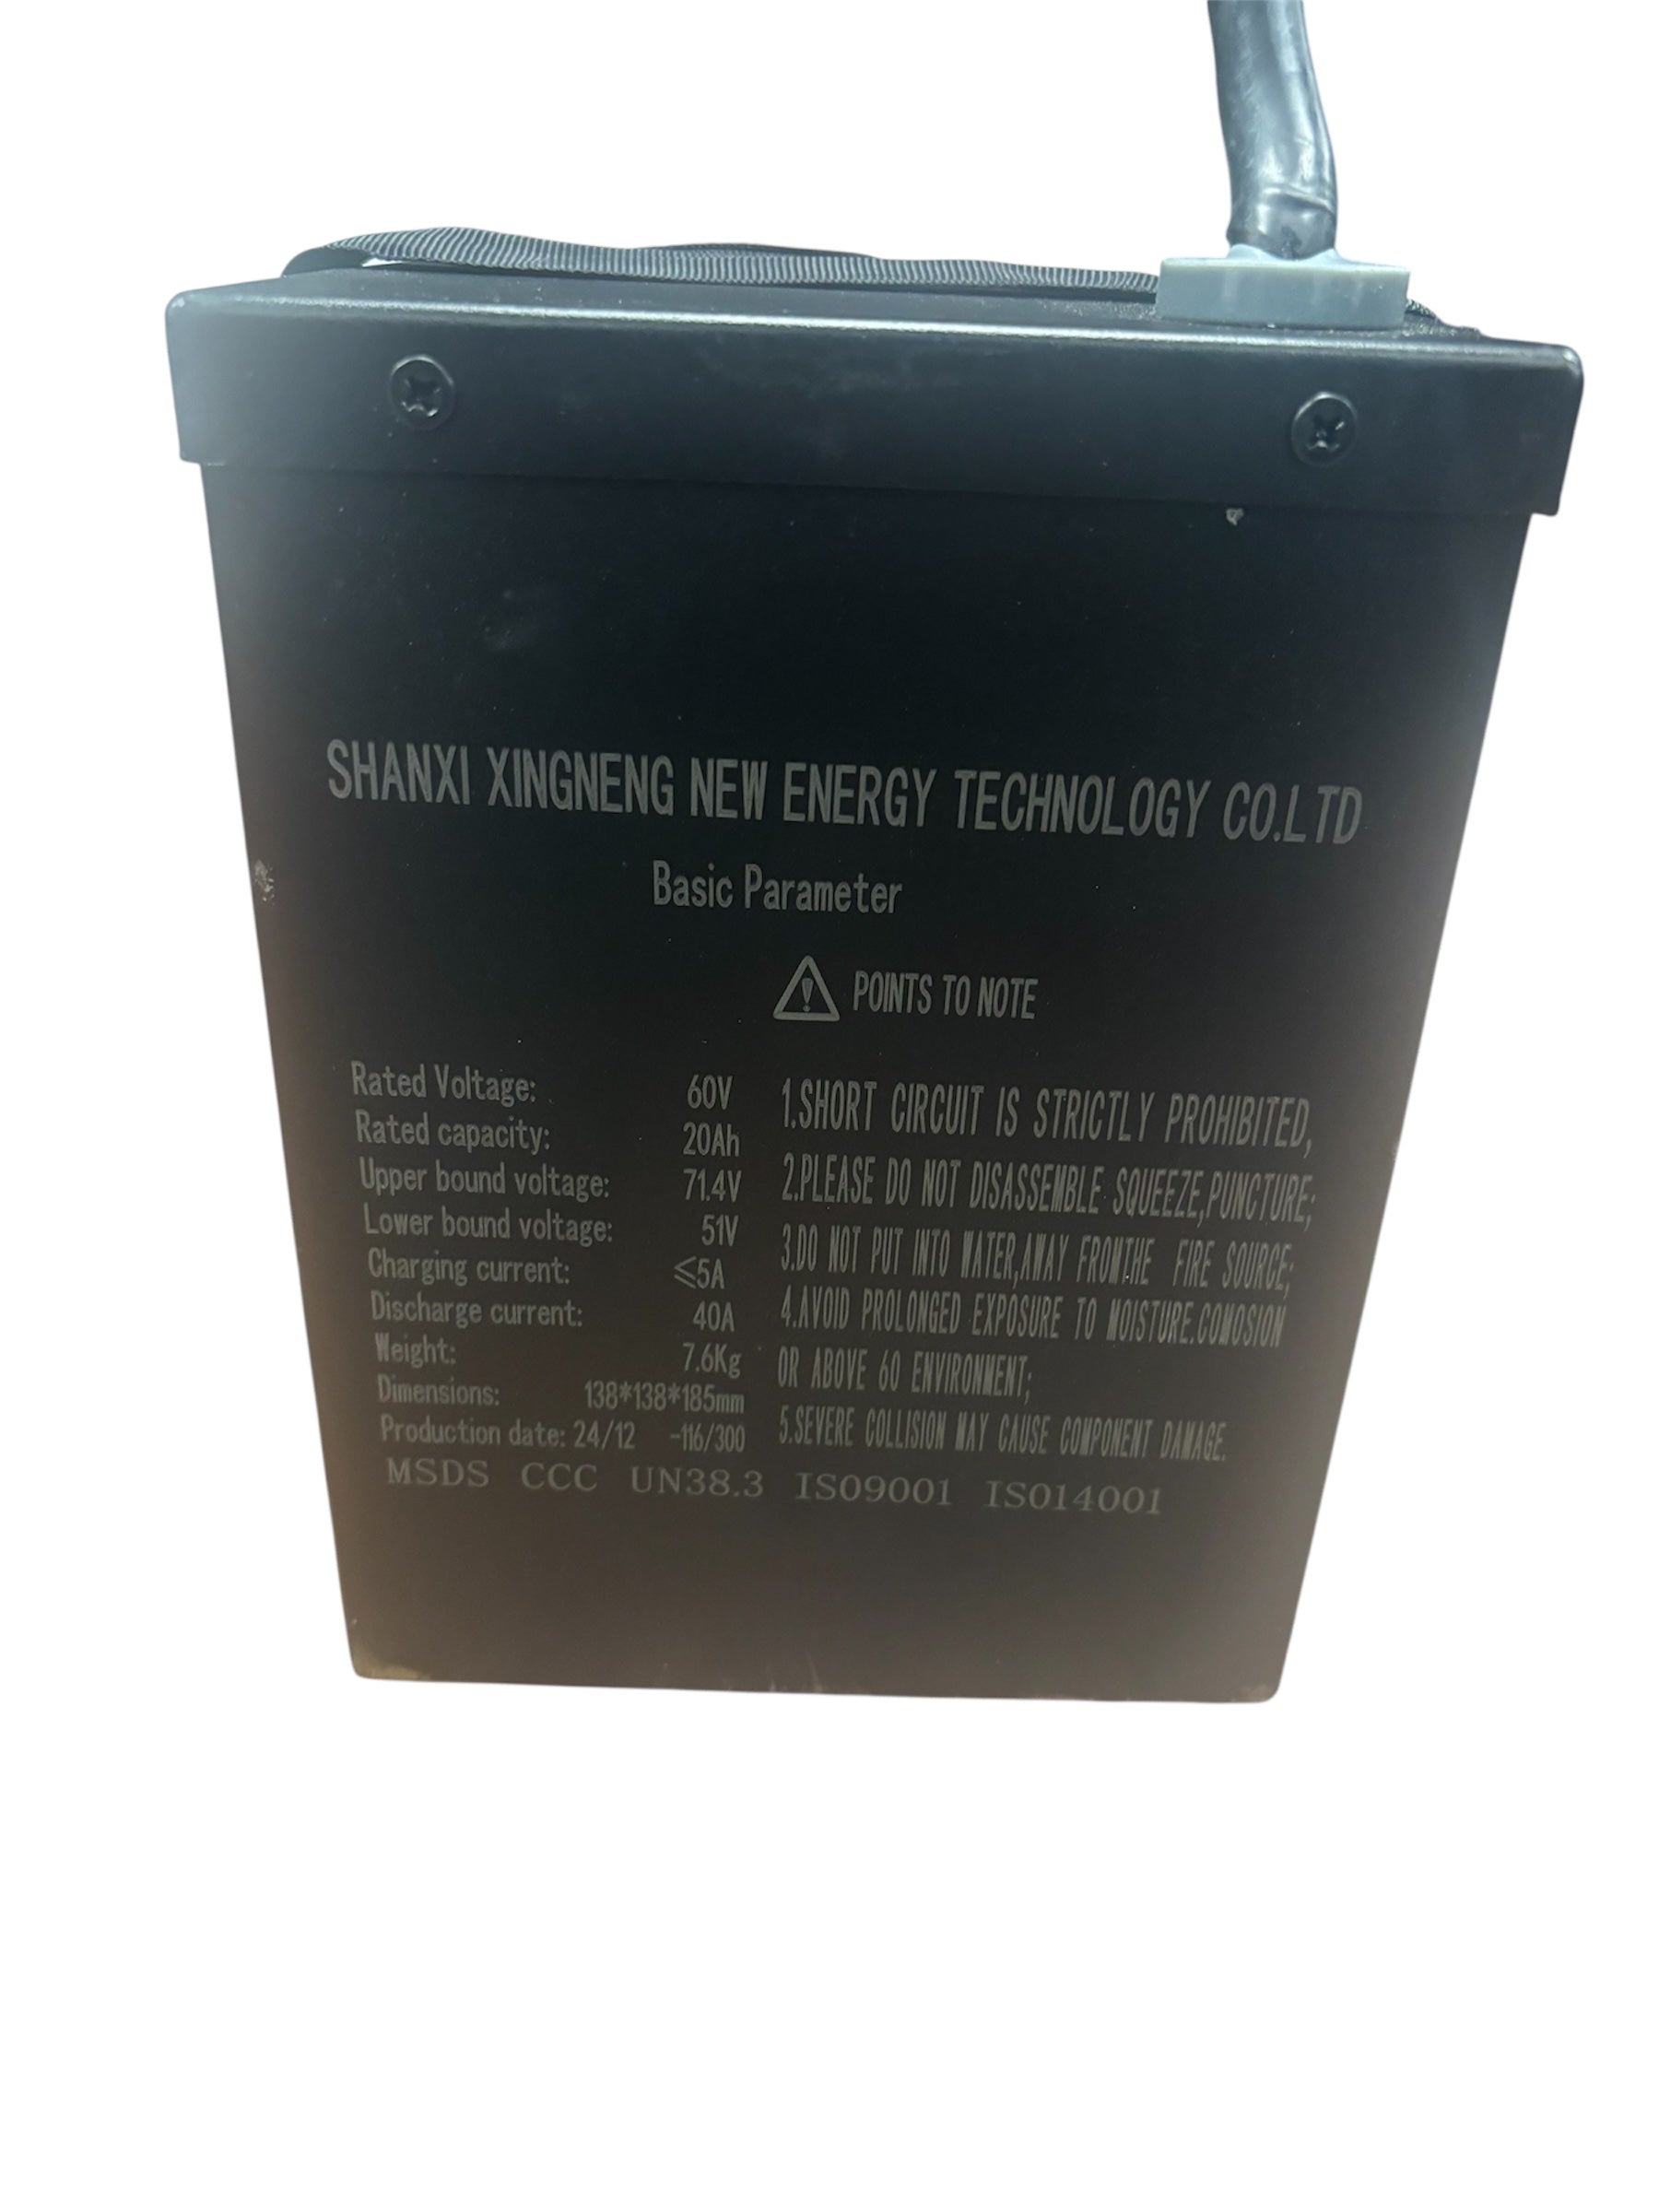 SHANXI XINGNENG NEW ENERGY TECHNOLOGY CO.LTD
Basic Parameter
POINTS TO NOTE
Rated Voltage: 60V
Rated capacity: 20Ah
Upper bound voltage: 71.4V
Lower bound voltage: 51V
Charging current: ≤5A
Discharge current: 40A
Weight: 7.6Kg
Dimensions: 138*138*185mm
Production date: 24/12 -116/300
1.SHORT CIRCUIT IS STRICTLY PROHIBITED,
2.PLEASE DO NOT DISASSEMBLE SQUEEZE,PUNCTURE;
3.DO NOT PUT INTO WATER,AWAY FROMTHE FIRE SOURCE;
4.AVOID PROLONGED EXPOSURE TO MOISTURE.COMOSION
OR ABOVE 60 ENVIRONMENT;
5.SEVERE COLLISION MAY CAUSE COMPONENT DAMAGE.
MSDS CCC UN38.3 ISO9001 ISO14001